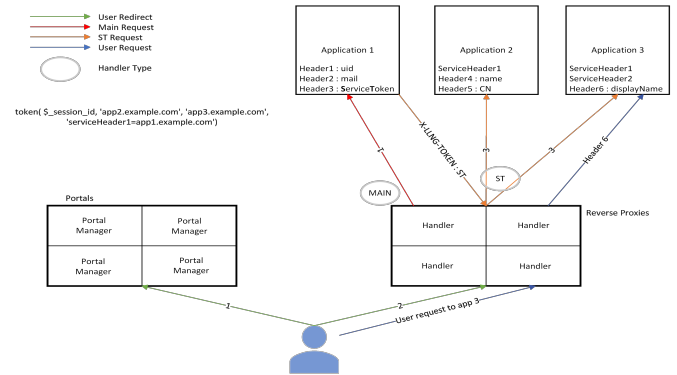 User Redirect
Main Request
ST Request
User Request
Handler Type
token( $_session_id, 'app2.example.com', 'app3.example.com',
'serviceHeader1=app1.example.com')
Application 1
Header1 : uid
Header2 : mail
Header3 : ServiceToken
Application 2
ServiceHeader1
Header4 : name
Header5 : CN
Application 3
ServiceHeader1
ServiceHeader2
Header6 : displayName
1
X-LLNG-TOKEN : ST
3
3
Header 6
MAIN
ST
Portals
Portal
Manager
Portal
Manager
Portal
Manager
Portal
Manager
Handler
Handler
Handler
Handler
Reverse Proxies
1
2
User request to app 3